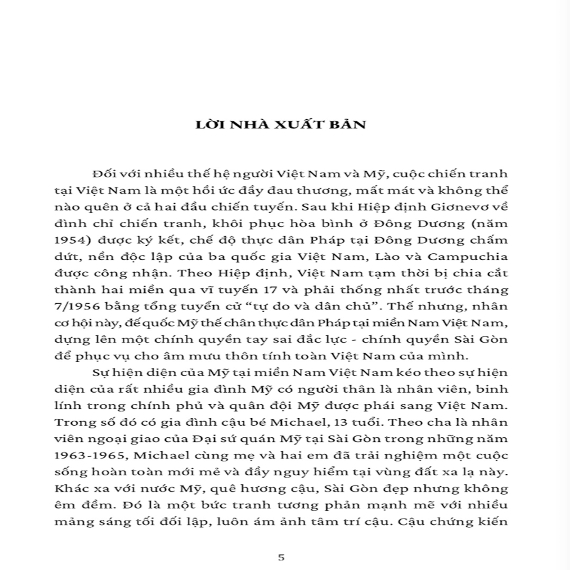 LỜI NHÀ XUẤT BẢN
Đối với nhiều thế hệ người Việt Nam và Mỹ, cuộc chiến tranh
tại Việt Nam là một hồi ức đầy đau thương, mất mát và không thể
nào quên ở cả hai đầu chiến tuyến. Sau khi Hiệp định Giơnevơ về
đình chỉ chiến tranh, khôi phục hòa bình ở Đông Dương (năm
1954) được ký kết, chế độ thực dân Pháp tại Đông Dương chấm
dứt, nền độc lập của ba quốc gia Việt Nam, Lào và Campuchia
được công nhận. Theo Hiệp định, Việt Nam tạm thời bị chia cắt
thành hai miền qua vĩ tuyến 17 và phải thống nhất trước tháng
7/1956 bằng tổng tuyển cử “tự do và dân chủ”. Thế nhưng, nhân
cơ hội này, đế quốc Mỹ thế chân thực dân Pháp tại miền Nam Việt Nam,
dựng lên một chính quyền tay sai đắc lực - chính quyền Sài Gòn
để phục vụ cho âm mưu thôn tính toàn Việt Nam của mình.
Sự hiện diện của Mỹ tại miền Nam Việt Nam kéo theo sự hiện
diện của rất nhiều gia đình Mỹ có người thân là nhân viên, binh
lính trong chính phủ và quân đội Mỹ được phái sang Việt Nam.
Trong số đó có gia đình cậu bé Michael, 13 tuổi. Theo cha là nhân
viên ngoại giao của Đại sứ quán Mỹ tại Sài Gòn trong những năm
1963-1965, Michael cùng mẹ và hai em đã trải nghiệm một cuộc
sống hoàn toàn mới mẻ và đầy nguy hiểm tại vùng đất xa lạ này.
Khác xa với nước Mỹ, quê hương cậu, Sài Gòn đẹp nhưng không
êm đềm. Đó là một bức tranh tương phản mạnh mẽ với nhiều
mảng sáng tối đối lập, luôn ám ảnh tâm trí cậu. Cậu chứng kiến
5